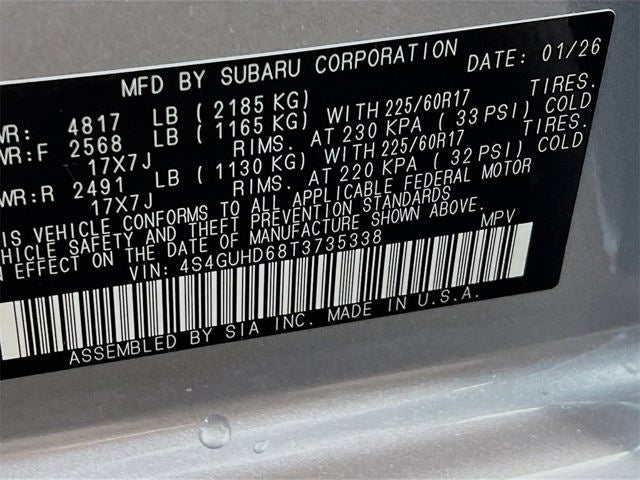 MFD BY SUBARU CORPORATION DATE: 01/26
WR: 4817 LB (2185 KG)
WR:F 2568 LB (1165 KG) WITH 225/60R17 TIRES.
17X7J RIMS. AT 230 KPA (33 PSI) COLD
WR:R 2491 LB (1130 KG) WITH 225/60R17 TIRES.
17X7J RIMS. AT 220 KPA (32 PSI) COLD
IS VEHICLE CONFORMS TO ALL APPLICABLE FEDERAL MOTOR
EHICLE SAFETY AND THEFT PREVENTION STANDARDS
EFFECT ON DATE OF MANUFACTURE SHOWN ABOVE.
VIN: 4S4GUHD68T3735338 MPV
ASSEMBLED BY SIA INC. MADE IN U.S.A.